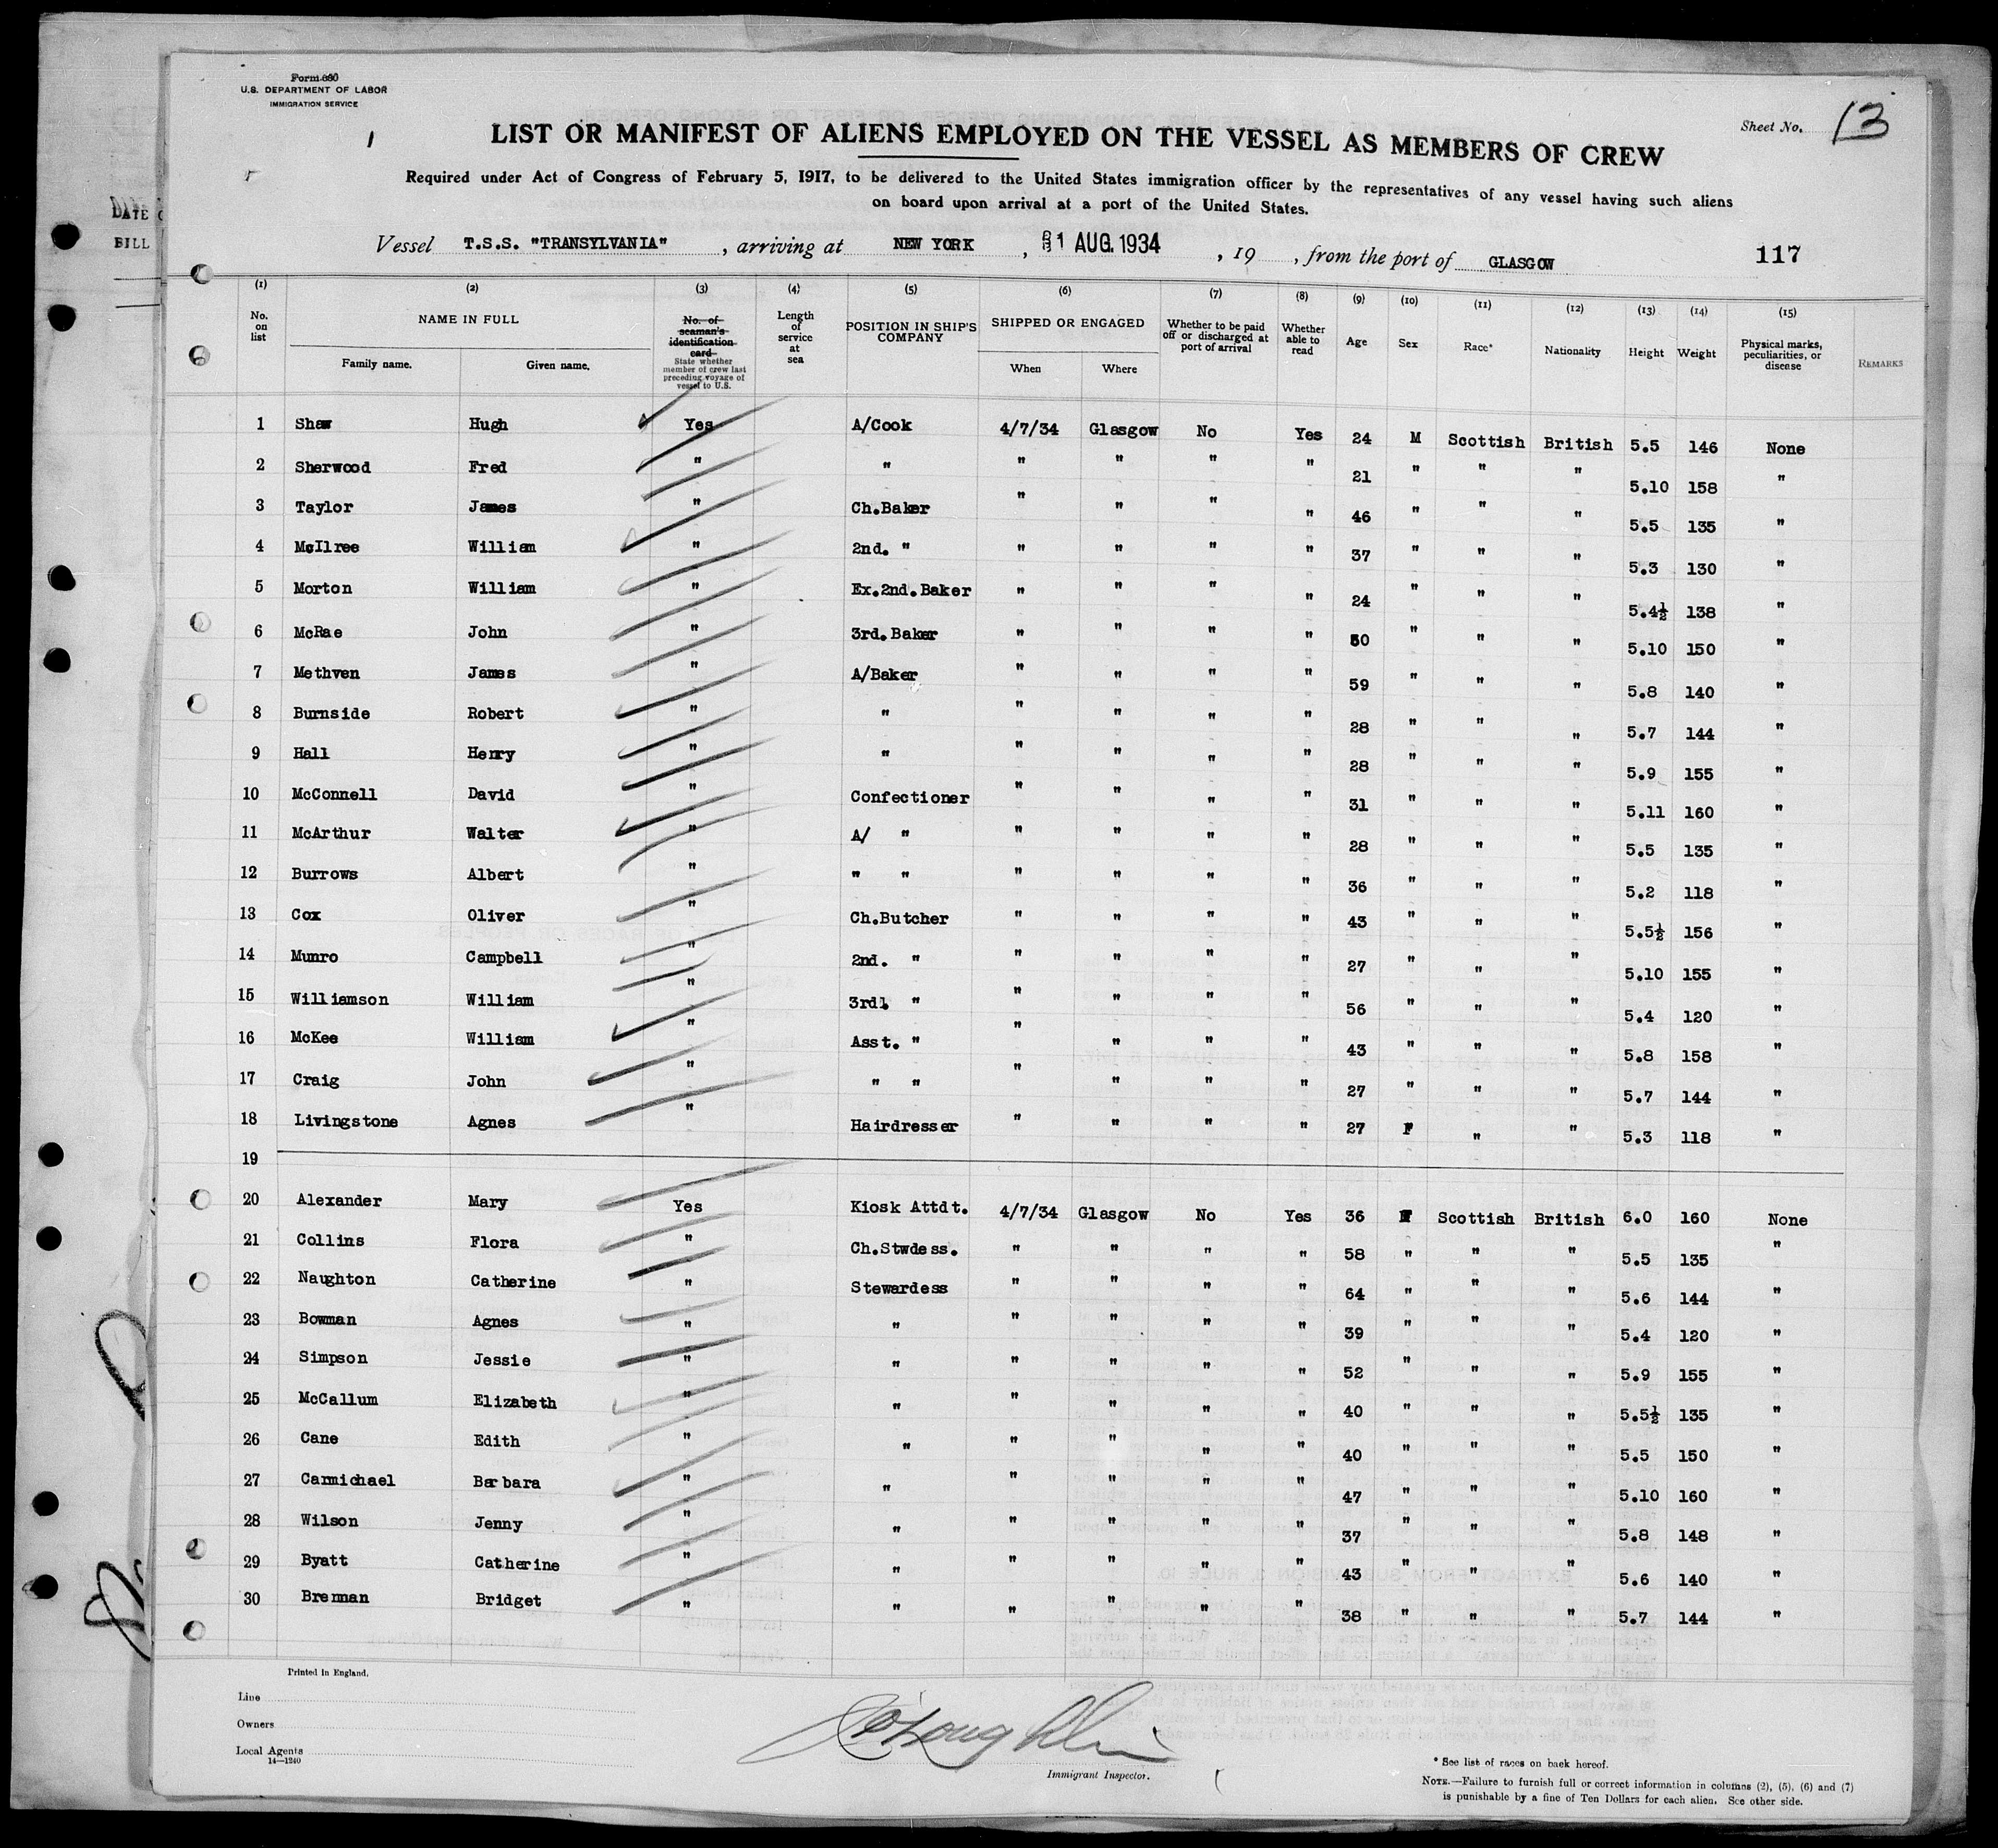 Form 680
U.S. DEPARTMENT OF LABOR
IMMIGRATION SERVICE
Sheet No. 13
LIST OR MANIFEST OF ALIENS EMPLOYED ON THE VESSEL AS MEMBERS OF CREW
Required under Act of Congress of February 5, 1917, to be delivered to the United States immigration officer by the representatives of any vessel having such aliens
on board upon arrival at a port of the United States.
DATE
BILL
Vessel T.S.S. "TRANSYLVANIA", arriving at NEW YORK, 31 AUG. 1934, 19, from the port of GLASGOW 117
(1) (2) (3) (4) (5) (6) (7) (8) (9) (10) (11) (12) (13) (14) (15)
No. on list NAME IN FULL Family name. Given name. No. of seaman's identification card State whether member of crew last preceding voyage of vessel to U.S. Length of service at sea POSITION IN SHIP'S COMPANY SHIPPED OR ENGAGED When Where Whether to be paid off or discharged at port of arrival Whether able to read Age Sex Race* Nationality Height Weight Physical marks, peculiarities, or disease REMARKS
1 Shaw Hugh Yes A/Cook 4/7/34 Glasgow No Yes 24 M Scottish British 5.5 146 None
2 Sherwood Fred " " " " " " 21 " " " 5.10 158 "
3 Taylor James " Ch.Baker " " " " 46 " " " 5.5 135 "
4 McIlree William " 2nd. " " " " " 37 " " " 5.3 130 "
5 Morton William " Ex.2nd.Baker " " " " 24 " " " 5.4½ 138 "
6 McRae John " 3rd.Baker " " " " 50 " " " 5.10 150 "
7 Methven James " A/Baker " " " " 59 " " " 5.8 140 "
8 Burnside Robert " " " " " " 28 " " " 5.7 144 "
9 Hall Henry " " " " " " 28 " " " 5.9 155 "
10 McConnell David " Confectioner " " " " 31 " " " 5.11 160 "
11 McArthur Walter " A/ " " " " " 28 " " " 5.5 135 "
12 Burrows Albert " " " " " " " 36 " " " 5.2 118 "
13 Cox Oliver " Ch.Butcher " " " " 43 " " " 5.5½ 156 "
14 Munro Campbell " 2nd. " " " " " 27 " " " 5.10 155 "
15 Williamson William " 3rd. " " " " " 56 " " " 5.4 120 "
16 McKee William " Asst. " " " " " 43 " " " 5.8 158 "
17 Craig John " " " " " " " 27 " " " 5.7 144 "
18 Livingstone Agnes " Hairdresser " " " " 27 F " " 5.3 118 "
19
20 Alexander Mary Yes Kiosk Attdt. 4/7/34 Glasgow No Yes 36 F Scottish British 6.0 160 None
21 Collins Flora " Ch.Stwdess. " " " " 58 " " " 5.5 135 "
22 Naughton Catherine " Stewardess " " " " 64 " " " 5.6 144 "
23 Bowman Agnes " " " " " " 39 " " " 5.4 120 "
24 Simpson Jessie " " " " " " 52 " " " 5.9 155 "
25 McCallum Elizabeth " " " " " " 40 " " " 5.5½ 135 "
26 Cane Edith " " " " " " 40 " " " 5.5 150 "
27 Carmichael Barbara " " " " " " 47 " " " 5.10 160 "
28 Wilson Jenny " " " " " " 37 " " " 5.8 148 "
29 Byatt Catherine " " " " " " 43 " " " 5.6 140 "
30 Brennan Bridget " " " " " " 38 " " " 5.7 144 "
Printed in England.
Line
Owners
Local Agents
14—1240
Immigrant Inspector.
* See list of races on back hereof.
NOTE.—Failure to furnish full or correct information in columns (2), (5), (6) and (7)
is punishable by a fine of Ten Dollars for each alien. See other side.